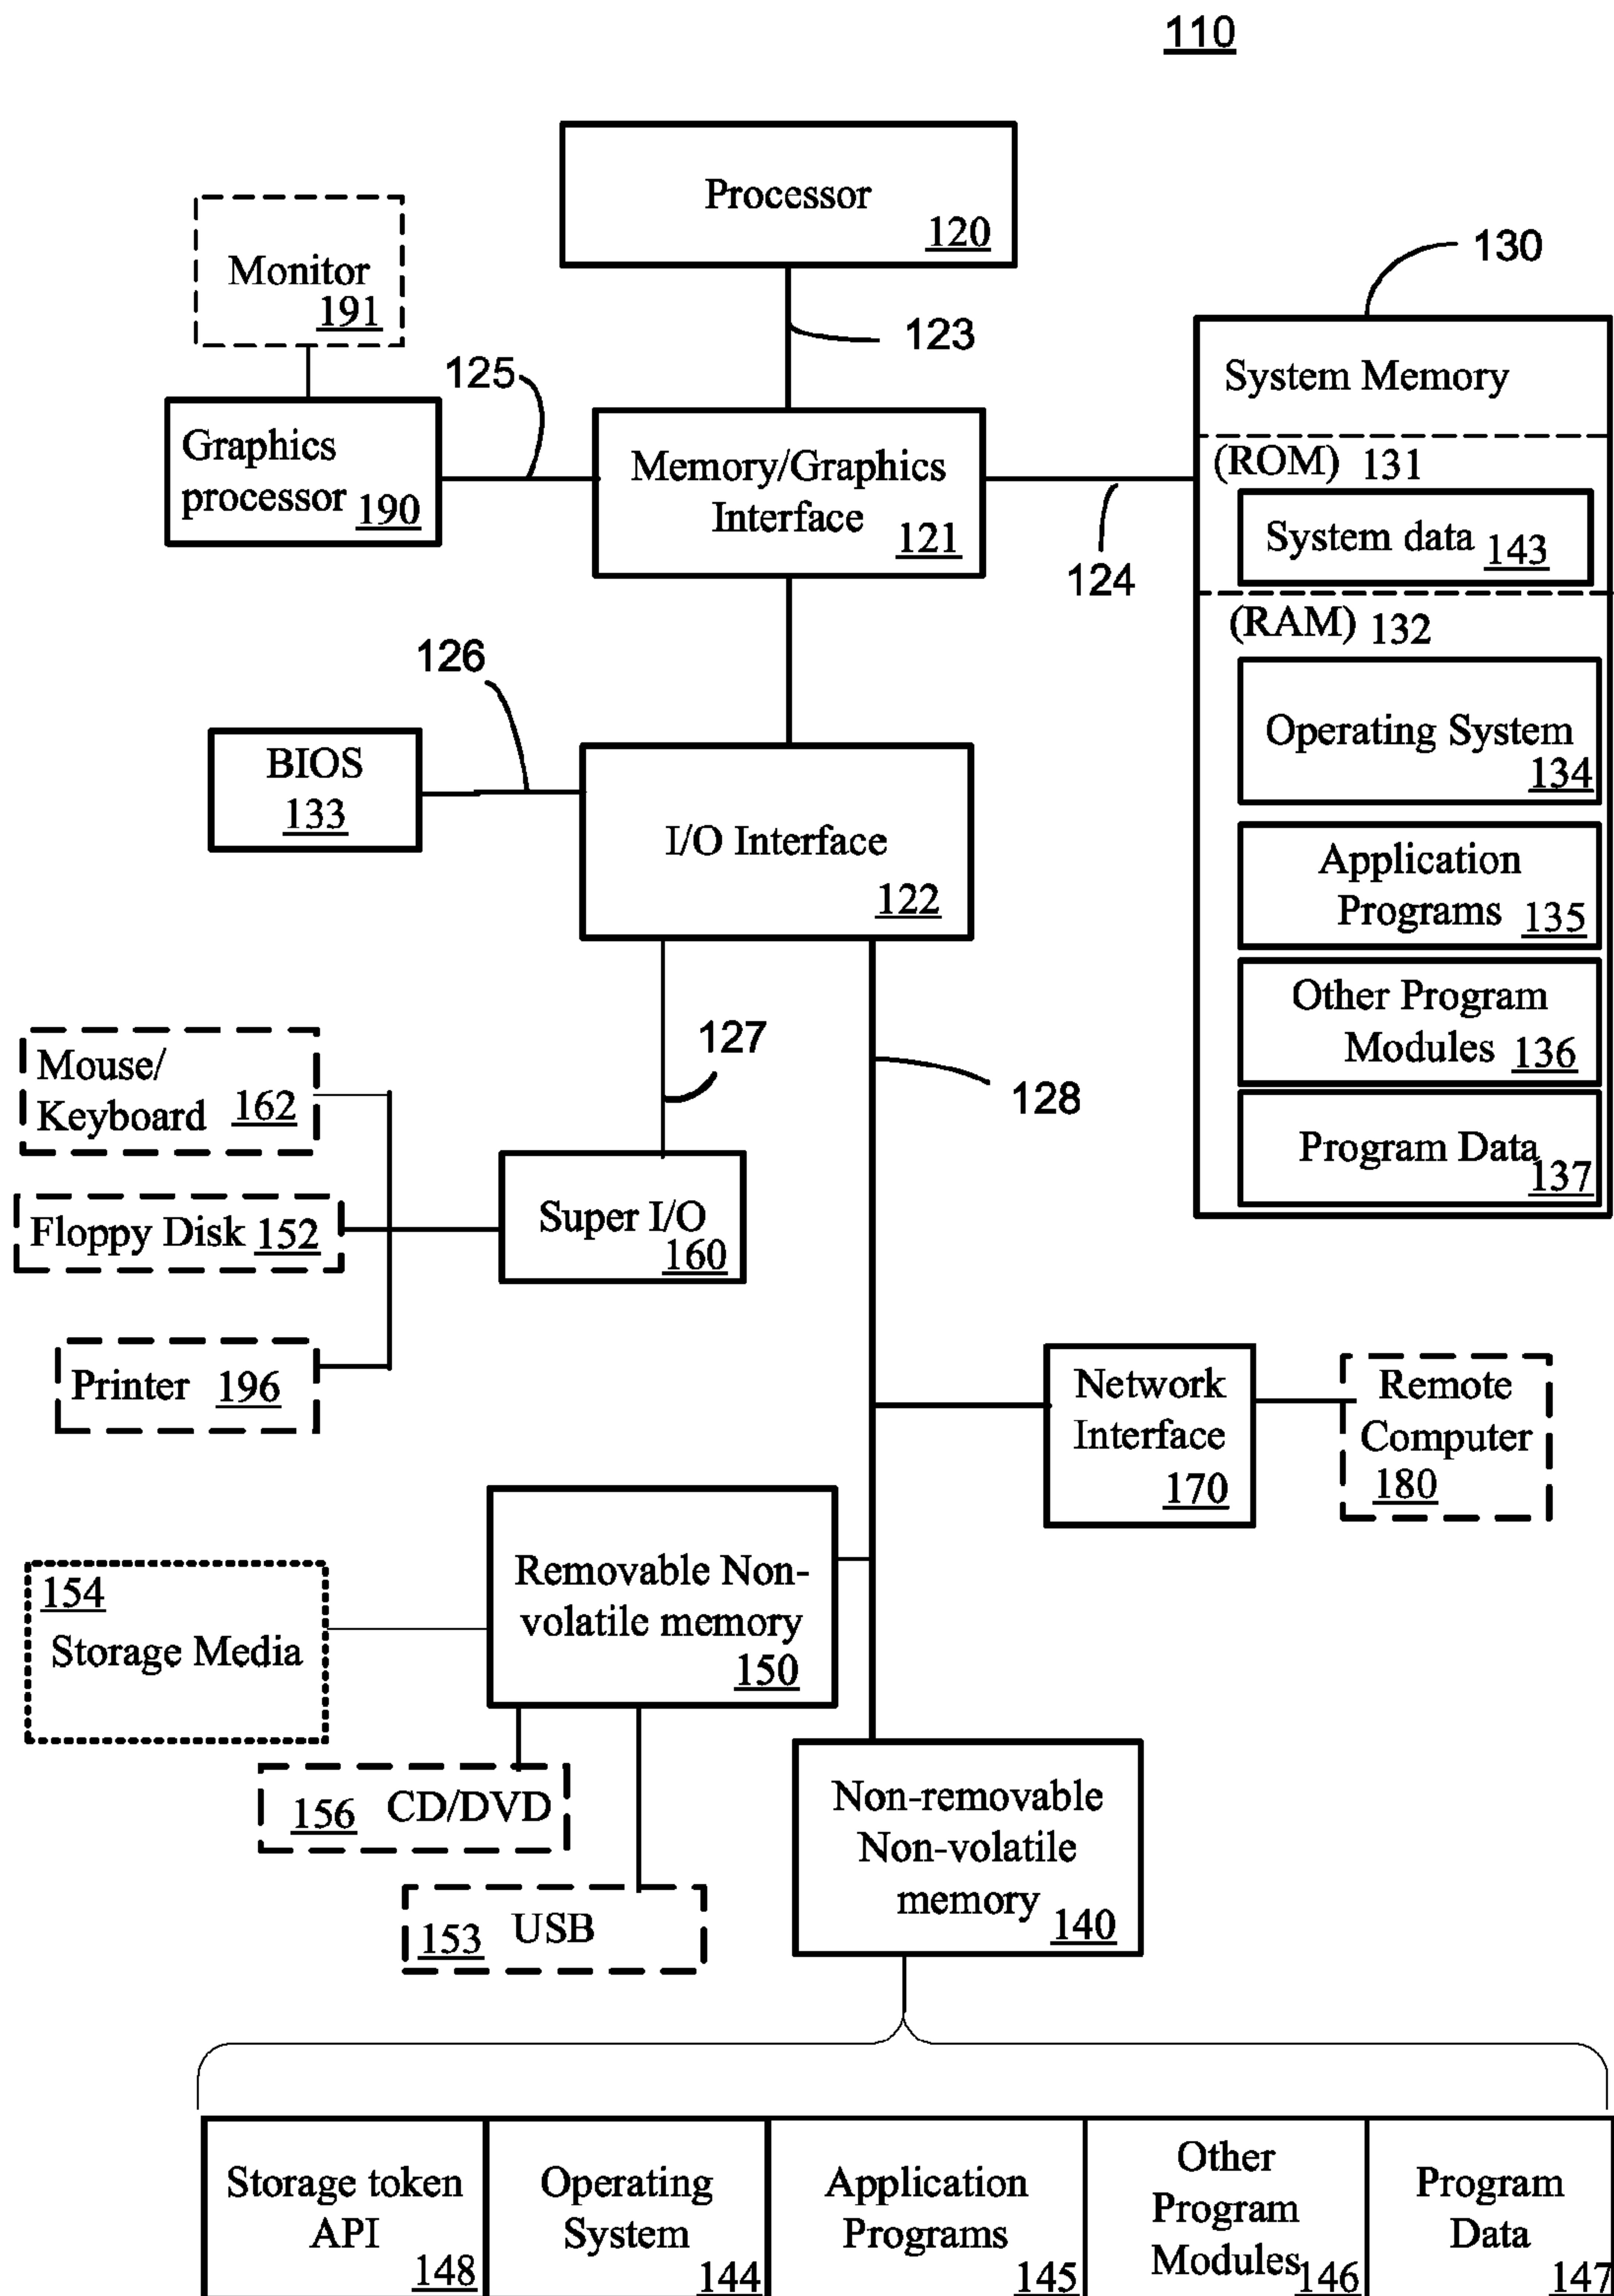 110
Processor
120
123
Monitor
191
125
Graphics
processor 190
Memory/Graphics
Interface
121
124
130
System Memory
(ROM) 131
System data 143
(RAM) 132
Operating System
134
Application
Programs 135
Other Program
Modules 136
Program Data
137
126
BIOS
133
I/O Interface
122
127
128
Mouse/
Keyboard 162
Floppy Disk 152
Printer 196
Super I/O
160
Network
Interface
170
Remote
Computer
180
Removable Non-
volatile memory
150
154
Storage Media
156 CD/DVD
153 USB
Non-removable
Non-volatile
memory 140
Storage token
API
148
Operating
System
144
Application
Programs
145
Other
Program
Modules 146
Program
Data
147